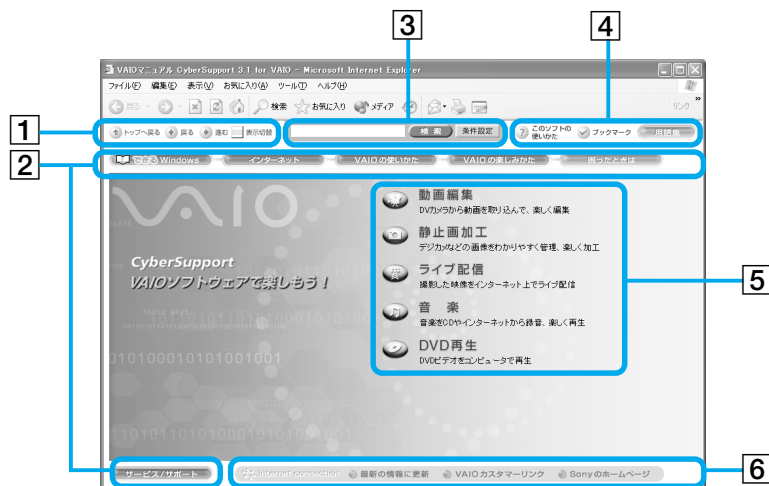 3
4
VAIOマニュアル CyberSupport 3.1 for VAIO - Microsoft Internet Explorer
ファイル(F) 編集(E) 表示(V) お気に入り(A) ツール(T) ヘルプ(H)
戻る 検索 お気に入り メディア リンク »
1
トップへ戻る 戻る 進む 表示切替 検索 条件設定 このソフトの使いかた ブックマーク 用語集
2
できる Windows インターネット VAIOの使いかた VAIOの楽しみかた 困ったときは
VAIO
CyberSupport
VAIOソフトウェアで楽しもう!
動画編集
DVカメラから動画を取り込んで、楽しく編集
静止画加工
デジカメなどの画像をわかりやすく管理、楽しく加工
ライブ配信
撮影した映像をインターネット上でライブ配信
音 楽
音楽をCDやインターネットから録音、楽しく再生
DVD再生
DVDビデオをコンピュータで再生
5
サービス/サポート internet connection 最新の情報に更新 VAIOカスタマーリンク Sonyのホームページ
6